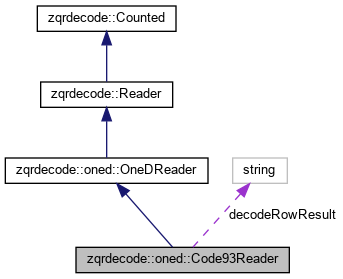 zqrdecode::Counted
zqrdecode::Reader
zqrdecode::oned::OneDReader
string
decodeRowResult
zqrdecode::oned::Code93Reader